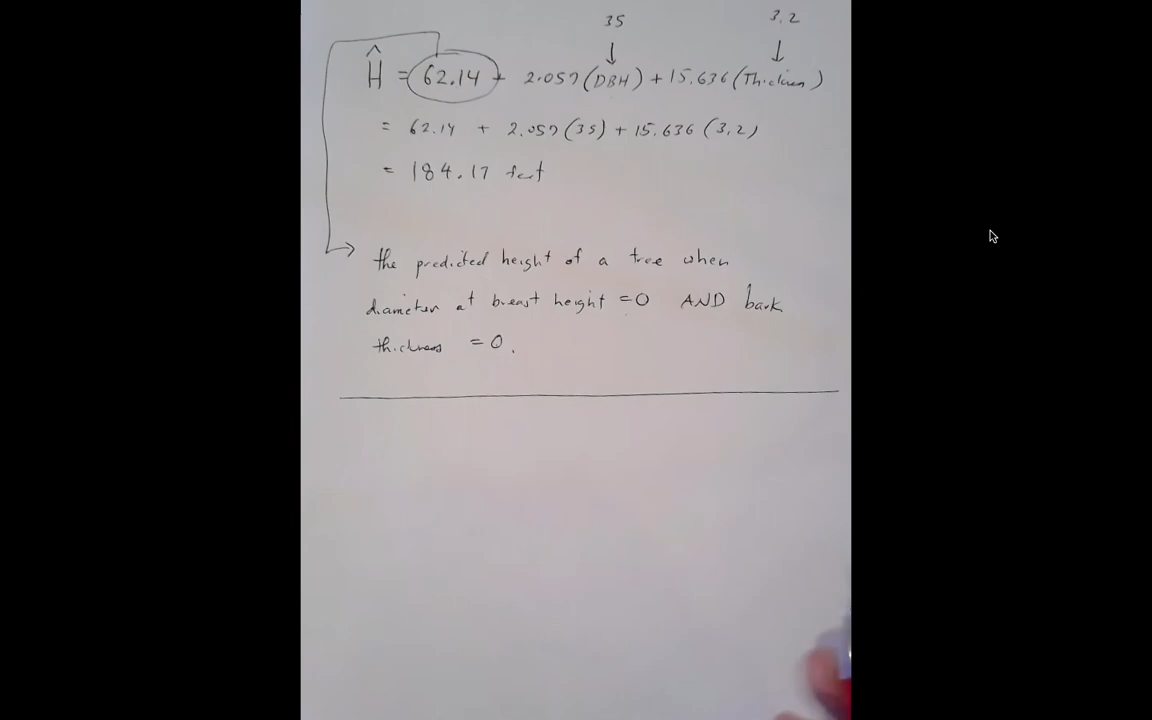 35 3.2
↓ ↓
Ĥ = 62.14 + 2.057(DBH) + 15.636(Thickness)
= 62.14 + 2.057(35) + 15.636(3.2)
= 184.17 feet
the predicted height of a tree when
diameter at breast height = 0 AND bark
thickness = 0.